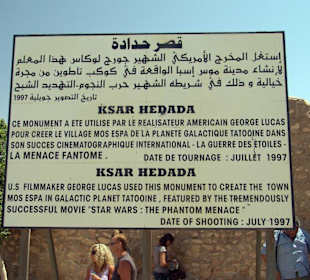 قصر حدادة
إستغل المخرج الأمريكي الشهير جورج لوكاس هذا المعلم
لإنشاء مدينة موس إسبا الواقعة في كوكب تاطوين من مجرة
خيالية و ذلك في شريطه الشهير حرب النجوم-التهديد الشبح
تاريخ التصوير جويلية 1997
KSAR HEDADA
CE MONUMENT A ETE UTILISE PAR LE REALISATEUR AMERICAIN GEORGE LUCAS
POUR CREER LE VILLAGE MOS ESPA DE LA PLANETE GALACTIQUE TATOOINE DANS
SON SUCCES CINEMATOGRAPHIQUE INTERNATIONAL - LA GUERRE DES ETOILES -
LA MENACE FANTOME . DATE DE TOURNAGE : JUILLET 1997
KSAR HEDADA
U.S FILMMAKER GEORGE LUCAS USED THIS MONUMENT TO CREATE THE TOWN
MOS ESPA IN GALACTIC PLANET TATOOINE , FEATURED BY THE TREMENDOUSLY
SUCCESSFUL MOVIE "STAR WARS : THE PHANTOM MENACE "
DATE OF SHOOTING : JULY 1997